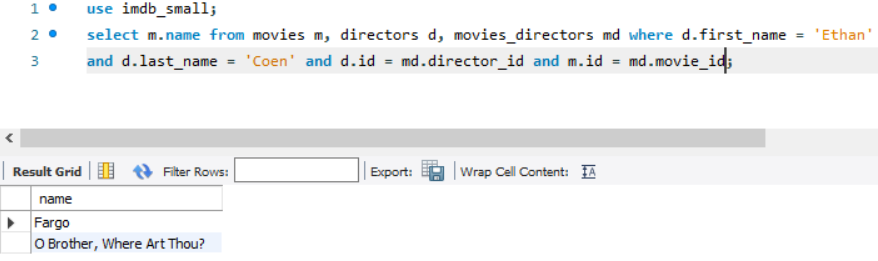 1 use imdb_small;
2 select m.name from movies m, directors d, movies_directors md where d.first_name = 'Ethan'
3 and d.last_name = 'Coen' and d.id = md.director_id and m.id = md.movie_id;
Result Grid Filter Rows: Export: Wrap Cell Content: IA
name
Fargo
O Brother, Where Art Thou?